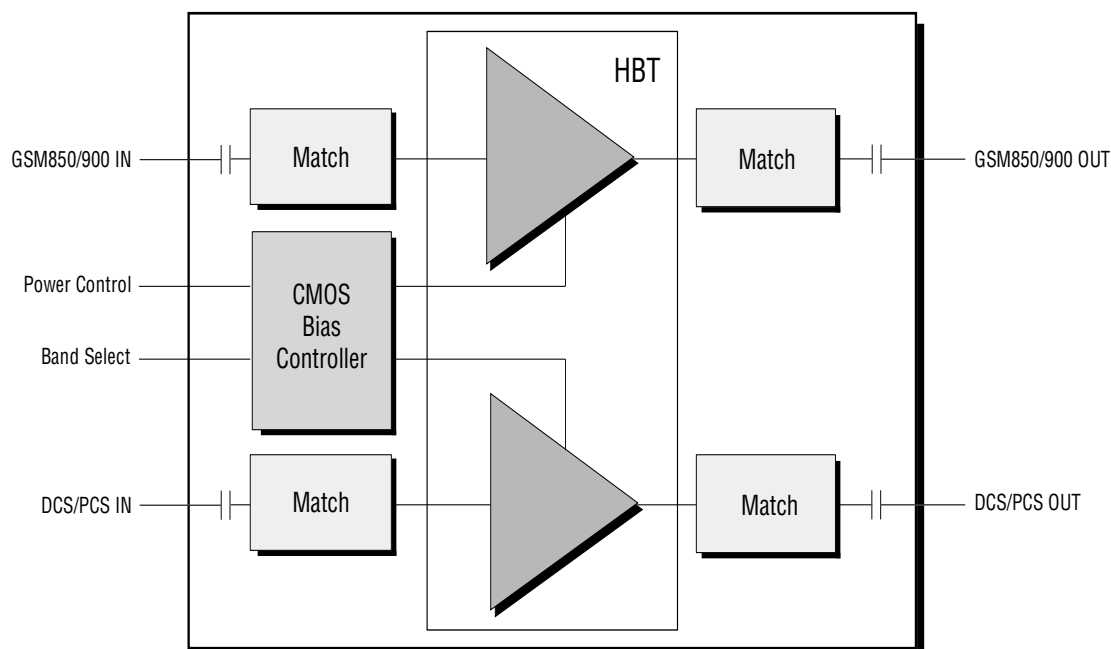 HBT
GSM850/900 IN
Match
Match
GSM850/900 OUT
Power Control
CMOS
Bias
Controller
Band Select
DCS/PCS IN
Match
Match
DCS/PCS OUT